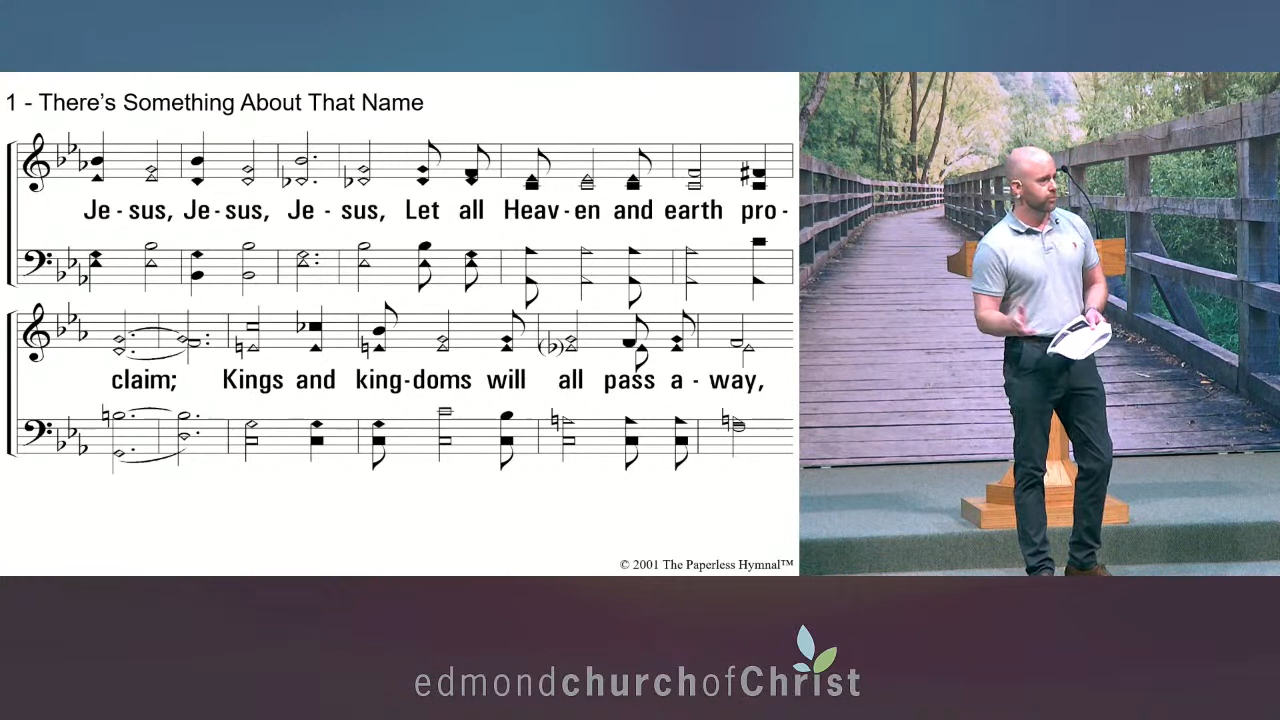 1 - There's Something About That Name
Je - sus, Je - sus, Je - sus, Let all Heav - en and earth pro -
claim; Kings and king - doms will all pass a - way,
© 2001 The Paperless Hymnal™
edmondchurchofChrist